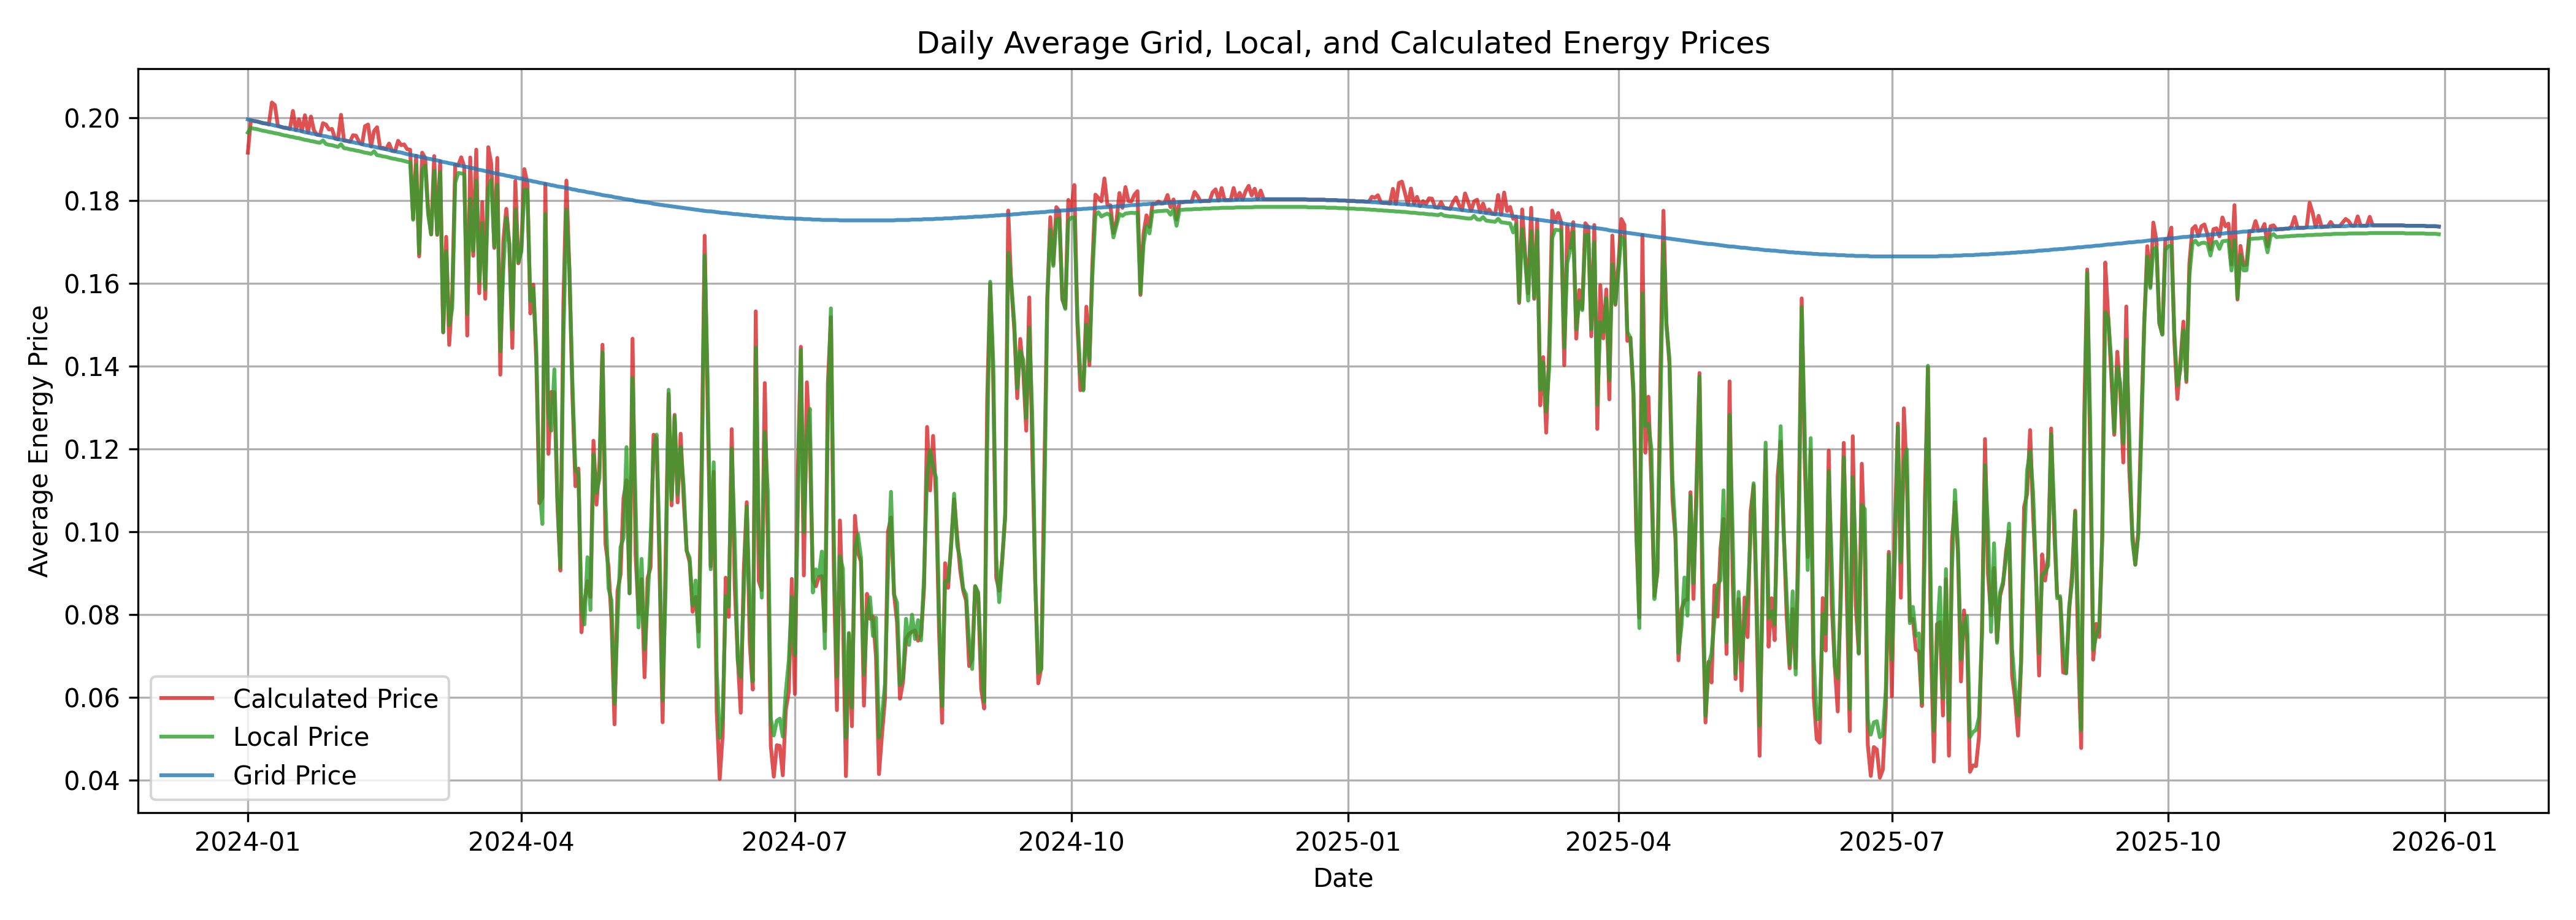 Daily Average Grid, Local, and Calculated Energy Prices
Average Energy Price
0.20
0.18
0.16
0.14
0.12
0.10
0.08
0.06
0.04
Calculated Price
Local Price
Grid Price
2024-01 2024-04 2024-07 2024-10 2025-01 2025-04 2025-07 2025-10 2026-01
Date